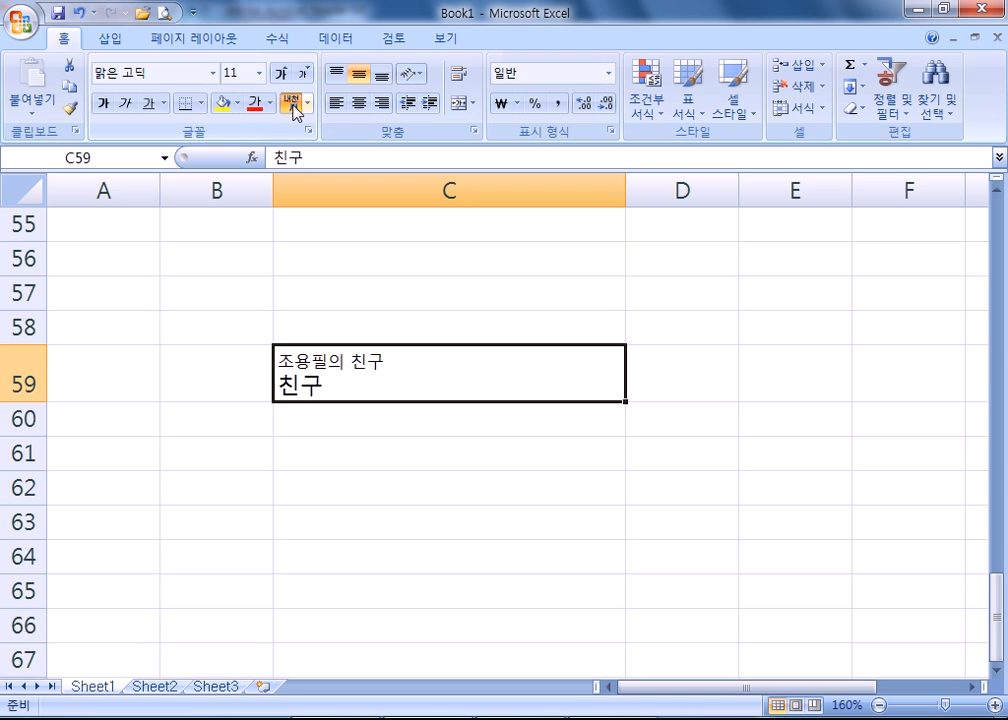 Book1 - Microsoft Excel
홈 삽입 페이지 레이아웃 수식 데이터 검토 보기
붙여넣기
맑은 고딕 11 가 가
가 가 가 가 내천
일반
₩ % ,
조건부 서식 표 서식 셀 스타일
삽입
삭제
서식
Σ
정렬 및 필터 찾기 및 선택
클립보드 글꼴 맞춤 표시 형식 스타일 셀 편집
C59 fx 친구
A B C D E F
55
56
57
58
조용필의 친구
59 친구
60
61
62
63
64
65
66
67
Sheet1 Sheet2 Sheet3
준비 160%